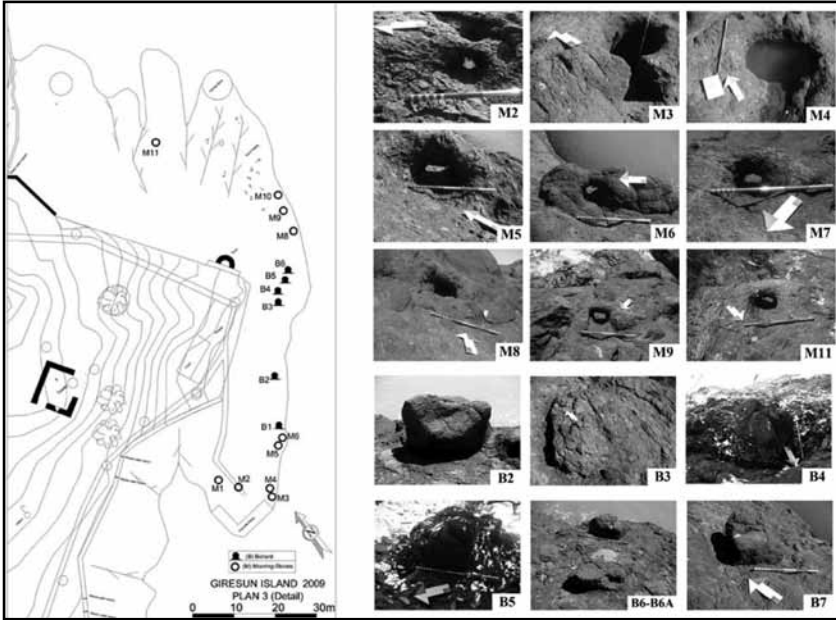 M11
M10
M9
M8
B6
B5
B4
B3
B2
B1
M6
M5
M1
M2
M4
M3
(B) Bollard
(M) Mooring Stones
GIRESUN ISLAND 2009
PLAN 3 (Detail)
0 10 20 30m
M2
M3
M4
M5
M6
M7
M8
M9
M11
B2
B3
B4
B5
B6-B6A
B7